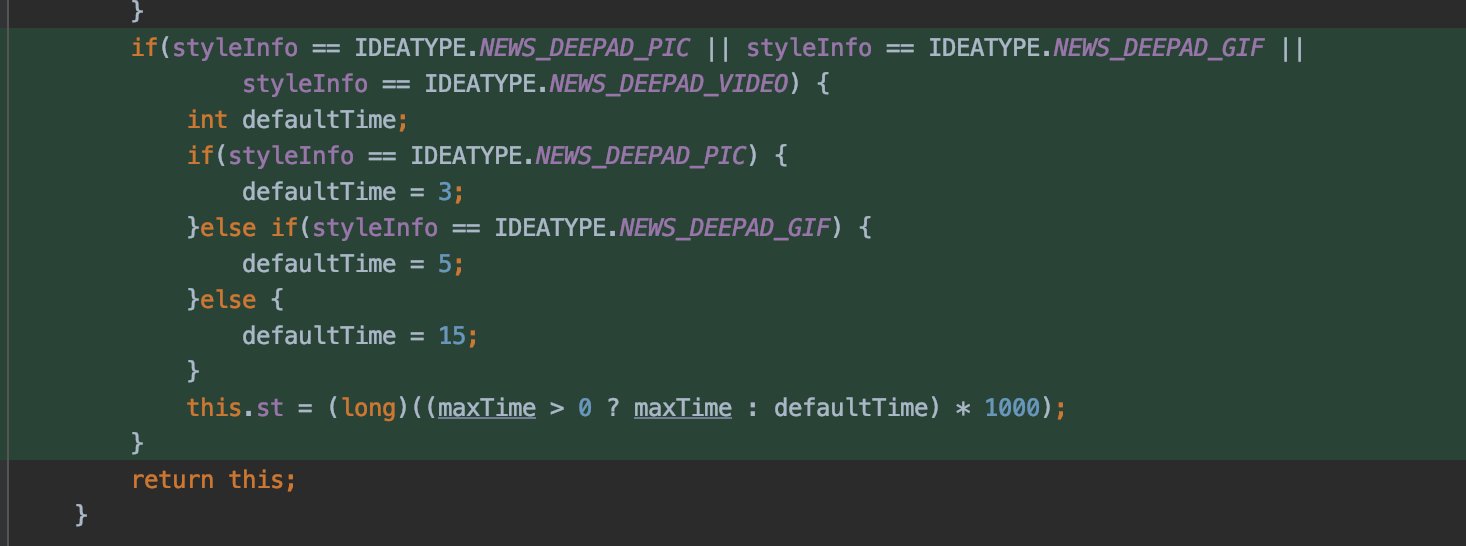 }
if(styleInfo == IDEATYPE.NEWS_DEEPAD_PIC || styleInfo == IDEATYPE.NEWS_DEEPAD_GIF ||
styleInfo == IDEATYPE.NEWS_DEEPAD_VIDEO) {
int defaultTime;
if(styleInfo == IDEATYPE.NEWS_DEEPAD_PIC) {
defaultTime = 3;
}else if(styleInfo == IDEATYPE.NEWS_DEEPAD_GIF) {
defaultTime = 5;
}else {
defaultTime = 15;
}
this.st = (long)((maxTime > 0 ? maxTime : defaultTime) * 1000);
}
return this;
}